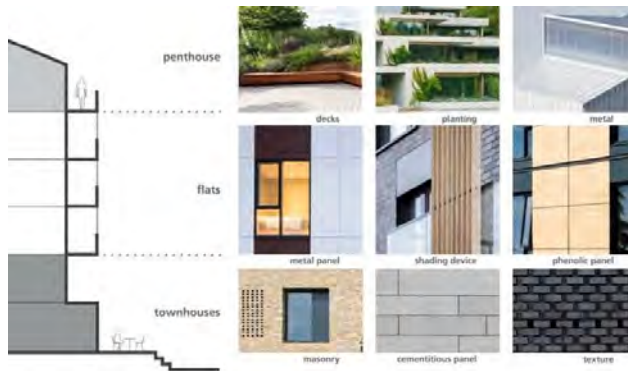 penthouse
decks
planting
metal
flats
metal panel
shading device
phenolic panel
townhouses
masonry
cementitious panel
texture